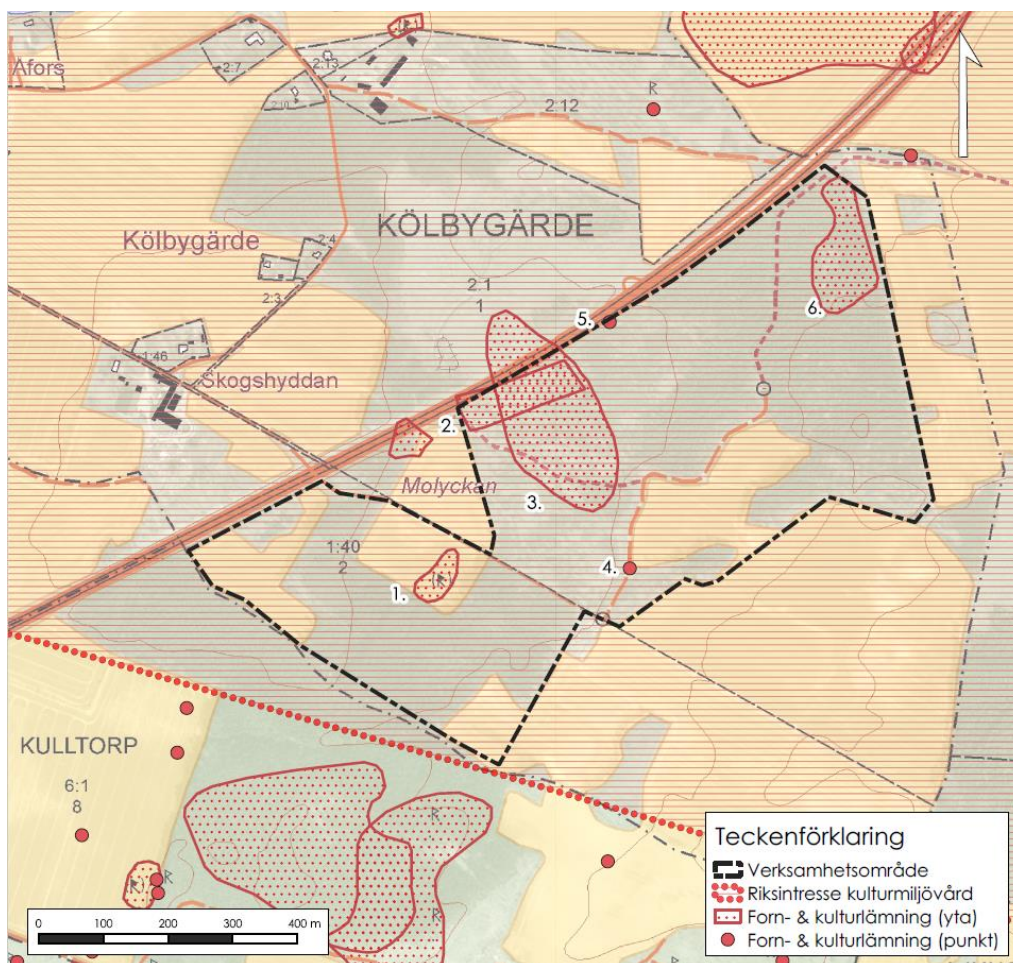 Åfors
2:7
2:13
2:10
2:12
R
KÖLBYGÄRDE
Kölbygärde
2:4
2:3
2:1
1
5.
6.
1:46
Skogshyddan
2.
Molyckan
3.
1:40
2
1.
R
4.
KULLTORP
6:1
8
R
R
R
R
R
0 100 200 300 400 m
Teckenförklaring
Verksamhetsområde
Riksintresse kulturmiljövård
Forn- & kulturlämning (yta)
Forn- & kulturlämning (punkt)